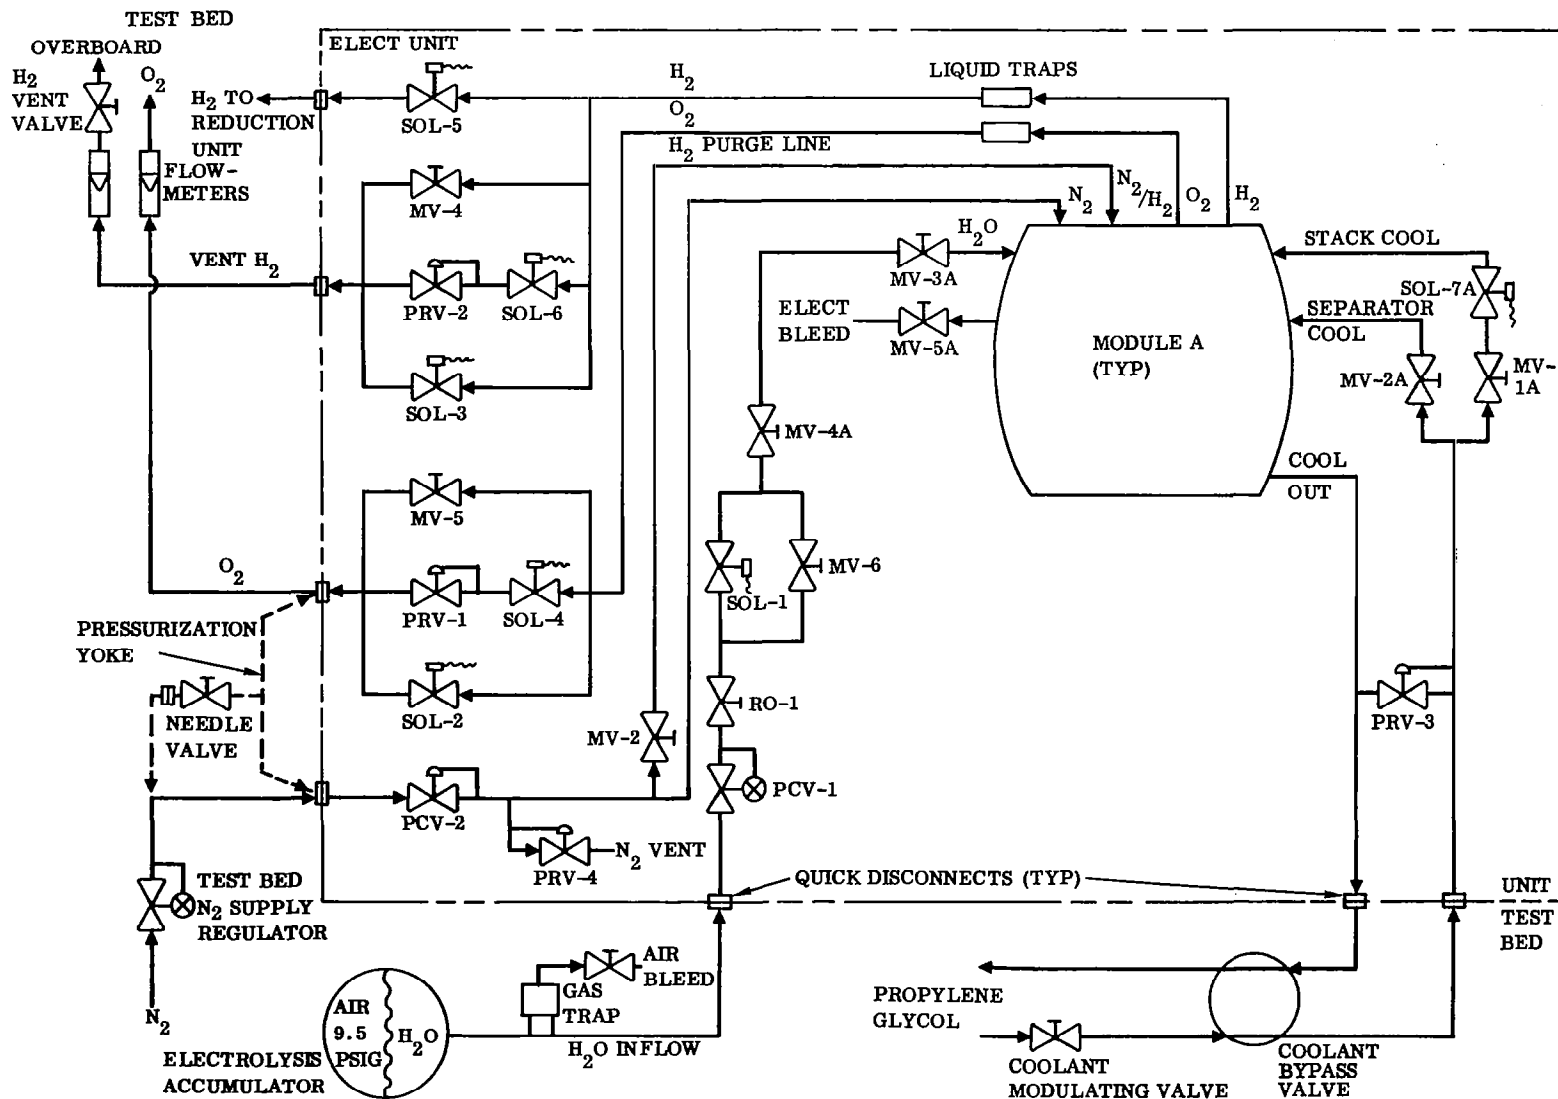 TEST BED
OVERBOARD
H2
VENT
VALVE
O2
H2 TO
REDUCTION
UNIT
FLOW-
METERS
ELECT UNIT
SOL-5
H2
O2
H2 PURGE LINE
LIQUID TRAPS
MV-4
VENT H2
PRV-2
SOL-6
SOL-3
N2
N2/H2
O2
H2
H2O
MV-3A
ELECT
BLEED
MV-5A
MODULE A
(TYP)
STACK COOL
SOL-7A
SEPARATOR
COOL
MV-2A
MV-
1A
MV-4A
COOL
OUT
MV-5
O2
PRV-1
SOL-4
SOL-1
MV-6
PRESSURIZATION
YOKE
NEEDLE
VALVE
SOL-2
MV-2
RO-1
PRV-3
PCV-2
PCV-1
N2 VENT
PRV-4
TEST BED
N2 SUPPLY
REGULATOR
QUICK DISCONNECTS (TYP)
UNIT
TEST
BED
N2
AIR
9.5
PSIG
H2O
ELECTROLYSIS
ACCUMULATOR
AIR
BLEED
GAS
TRAP
H2O INFLOW
PROPYLENE
GLYCOL
COOLANT
MODULATING VALVE
COOLANT
BYPASS
VALVE